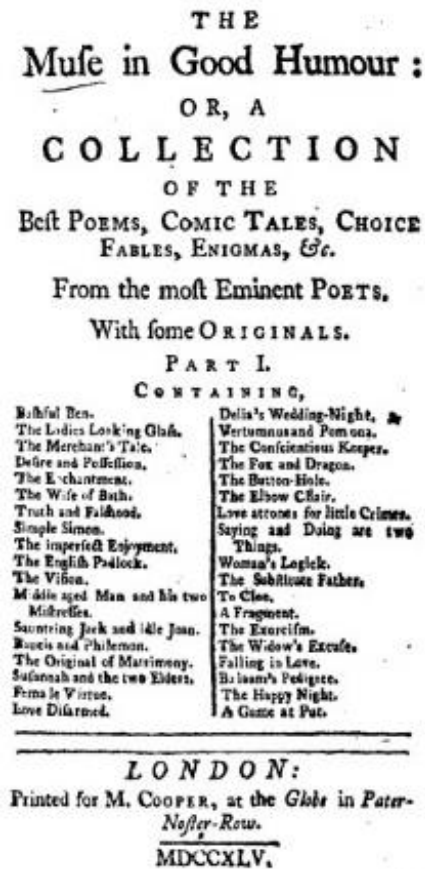 THE
Muſe in Good Humour:
OR, A
COLLECTION
OF THE
Beſt POEMS, COMIC TALES, CHOICE
FABLES, ENIGMAS, &c.
From the moſt Eminent POETS.
With ſome ORIGINALS.
PART I.
CONTAINING,
Baſhful Ben.
The Ladies Looking Glaſs.
The Merchant's Tale.
Deſire and Poſſeſſion.
The Enchantment.
The Wife of Bath.
Truth and Falſhood.
Simple Simon.
The imperfect Enjoyment.
The Engliſh Padlock.
The Viſion.
Middle aged Man and his two
Miſtreſſes.
Sauntring Jack and idle Joan.
Baucis and Philemon.
The Original of Matrimony.
Suſannah and the two Elders.
Female Virtue.
Love Diſarmed.
Delia's Wedding-Night.
Vertumnus and Pomona.
The Conſcientious Keeper.
The Fox and Dragon.
The Button-Hole.
The Elbow Chair.
Love attones for little Crimes.
Saying and Doing are two
Things.
Woman's Logick.
The Subſtitute Father.
To Cloe.
A Fragment.
The Exorciſm.
The Widow's Excuſe.
Falling in Love.
Balaam's Pedigree.
The Happy Night.
A Game at Put.
LONDON:
Printed for M. COOPER, at the Globe in Pater-
Noſter-Row.
MDCCXLV.